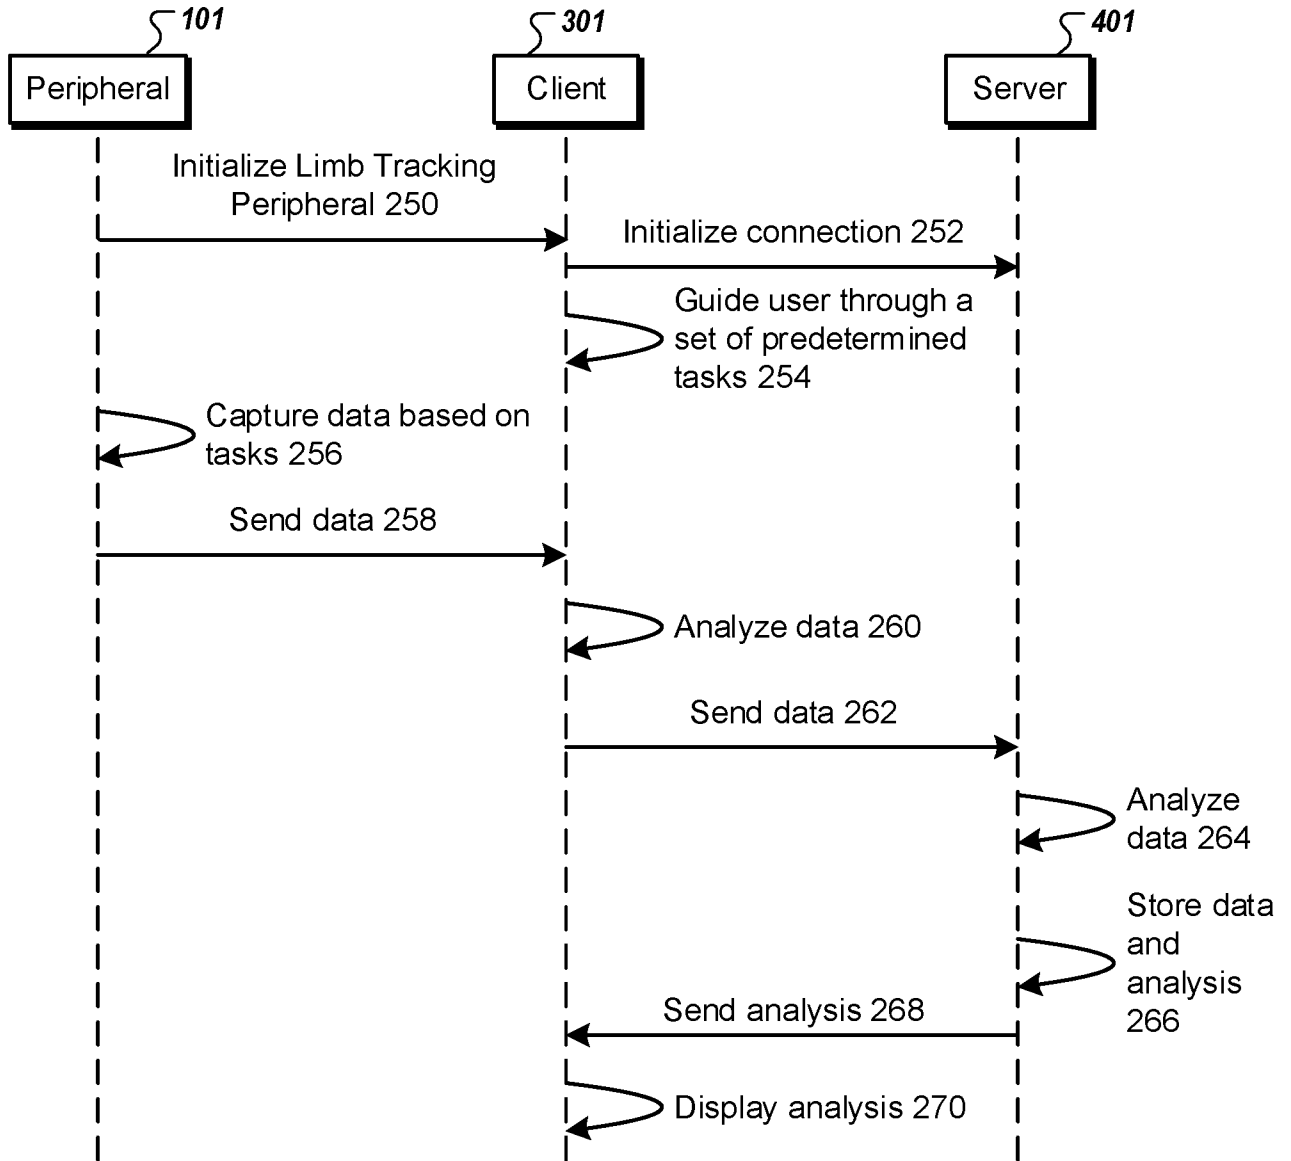 101
301
401
Peripheral
Client
Server
Initialize Limb Tracking
Peripheral 250
Initialize connection 252
Guide user through a
set of predetermined
tasks 254
Capture data based on
tasks 256
Send data 258
Analyze data 260
Send data 262
Analyze
data 264
Store data
and
analysis
266
Send analysis 268
Display analysis 270